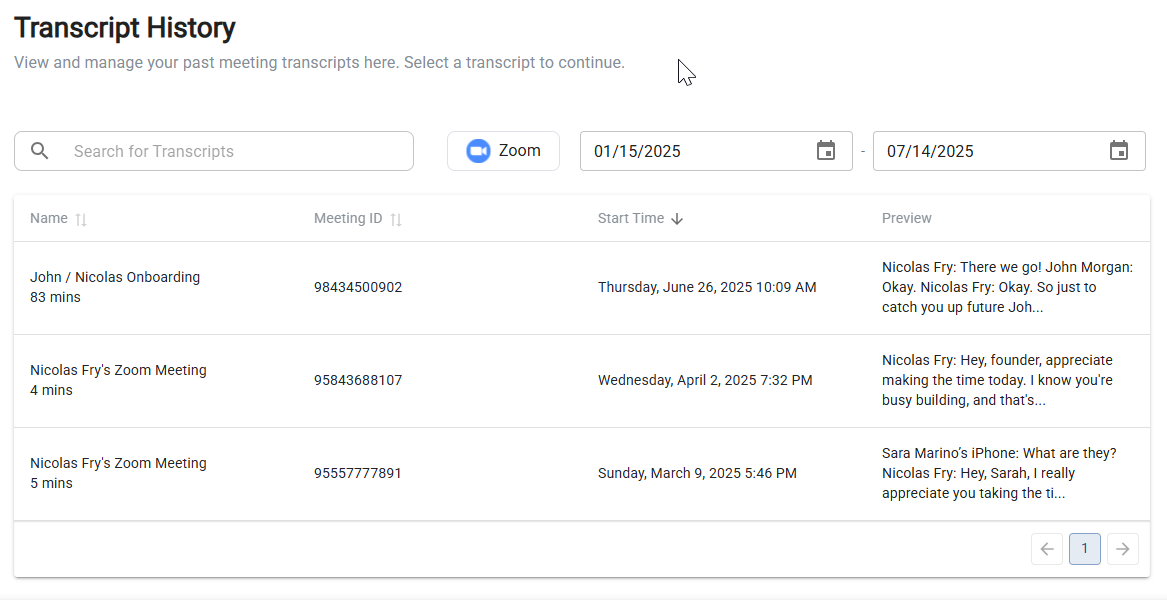 Transcript History
View and manage your past meeting transcripts here. Select a transcript to continue.
Search for Transcripts
Zoom
01/15/2025
-
07/14/2025
Name
Meeting ID
Start Time
Preview
John / Nicolas Onboarding
83 mins
98434500902
Thursday, June 26, 2025 10:09 AM
Nicolas Fry: There we go! John Morgan:
Okay. Nicolas Fry: Okay. So just to
catch you up future Joh...
Nicolas Fry's Zoom Meeting
4 mins
95843688107
Wednesday, April 2, 2025 7:32 PM
Nicolas Fry: Hey, founder, appreciate
making the time today. I know you're
busy building, and that's...
Nicolas Fry's Zoom Meeting
5 mins
95557777891
Sunday, March 9, 2025 5:46 PM
Sara Marino’s iPhone: What are they?
Nicolas Fry: Hey, Sarah, I really
appreciate you taking the ti...
1